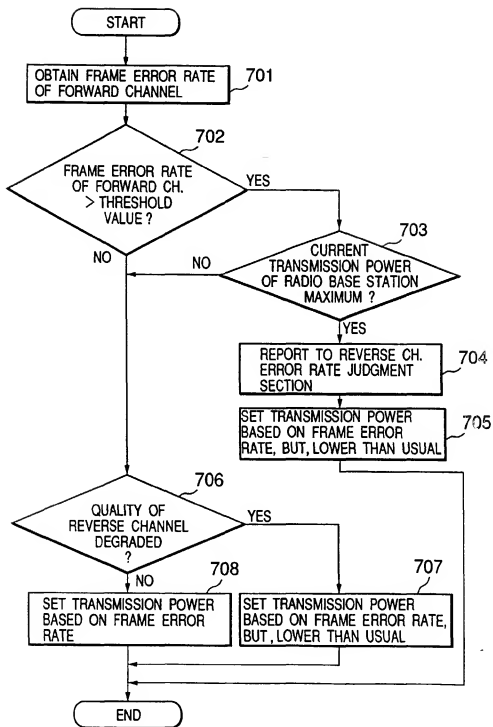 START
OBTAIN FRAME ERROR RATE
OF FORWARD CHANNEL
701
702
FRAME ERROR RATE
OF FORWARD CH.
> THRESHOLD
VALUE ?
YES
NO
703
CURRENT
TRANSMISSION POWER
OF RADIO BASE STATION
MAXIMUM ?
NO
YES
REPORT TO REVERSE CH.
ERROR RATE JUDGMENT
SECTION
704
SET TRANSMISSION POWER
BASED ON FRAME ERROR
RATE, BUT, LOWER THAN USUAL
705
706
QUALITY OF
REVERSE CHANNEL
DEGRADED
?
YES
NO
708
SET TRANSMISSION POWER
BASED ON FRAME ERROR
RATE
707
SET TRANSMISSION POWER
BASED ON FRAME ERROR RATE,
BUT, LOWER THAN USUAL
END